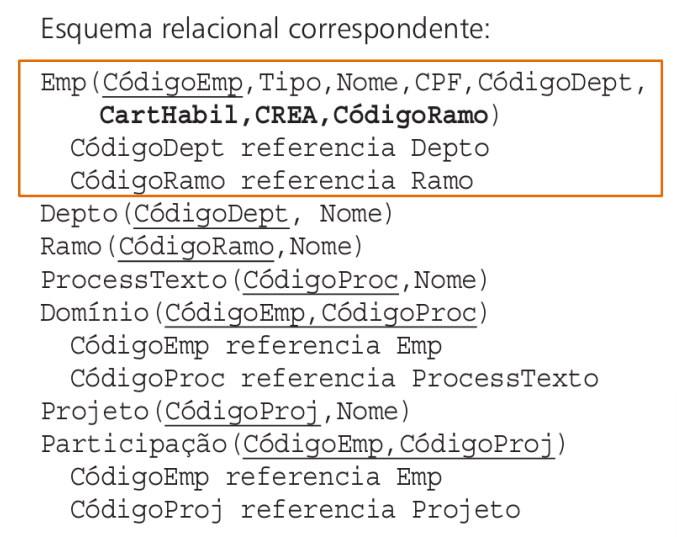 Esquema relacional correspondente:
Emp(CódigoEmp,Tipo,Nome,CPF,CódigoDept,
CartHabil,CREA,CódigoRamo)
CódigoDept referencia Depto
CódigoRamo referencia Ramo
Depto(CódigoDept, Nome)
Ramo(CódigoRamo,Nome)
ProcessTexto(CódigoProc,Nome)
Domínio(CódigoEmp,CódigoProc)
CódigoEmp referencia Emp
CódigoProc referencia ProcessTexto
Projeto(CódigoProj,Nome)
Participação(CódigoEmp,CódigoProj)
CódigoEmp referencia Emp
CódigoProj referencia Projeto